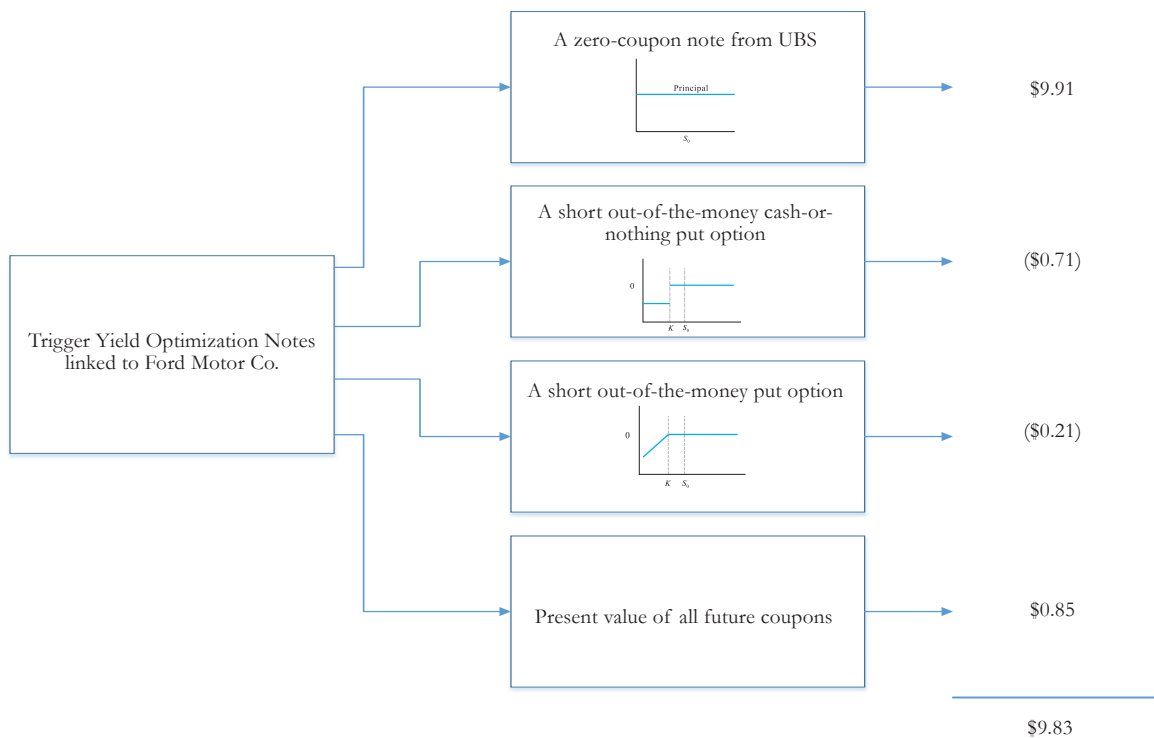 A zero-coupon note from UBS
Principal
S0
$9.91
A short out-of-the-money cash-or-
nothing put option
0
K S0
($0.71)
Trigger Yield Optimization Notes
linked to Ford Motor Co.
A short out-of-the-money put option
0
K S0
($0.21)
Present value of all future coupons
$0.85
$9.83